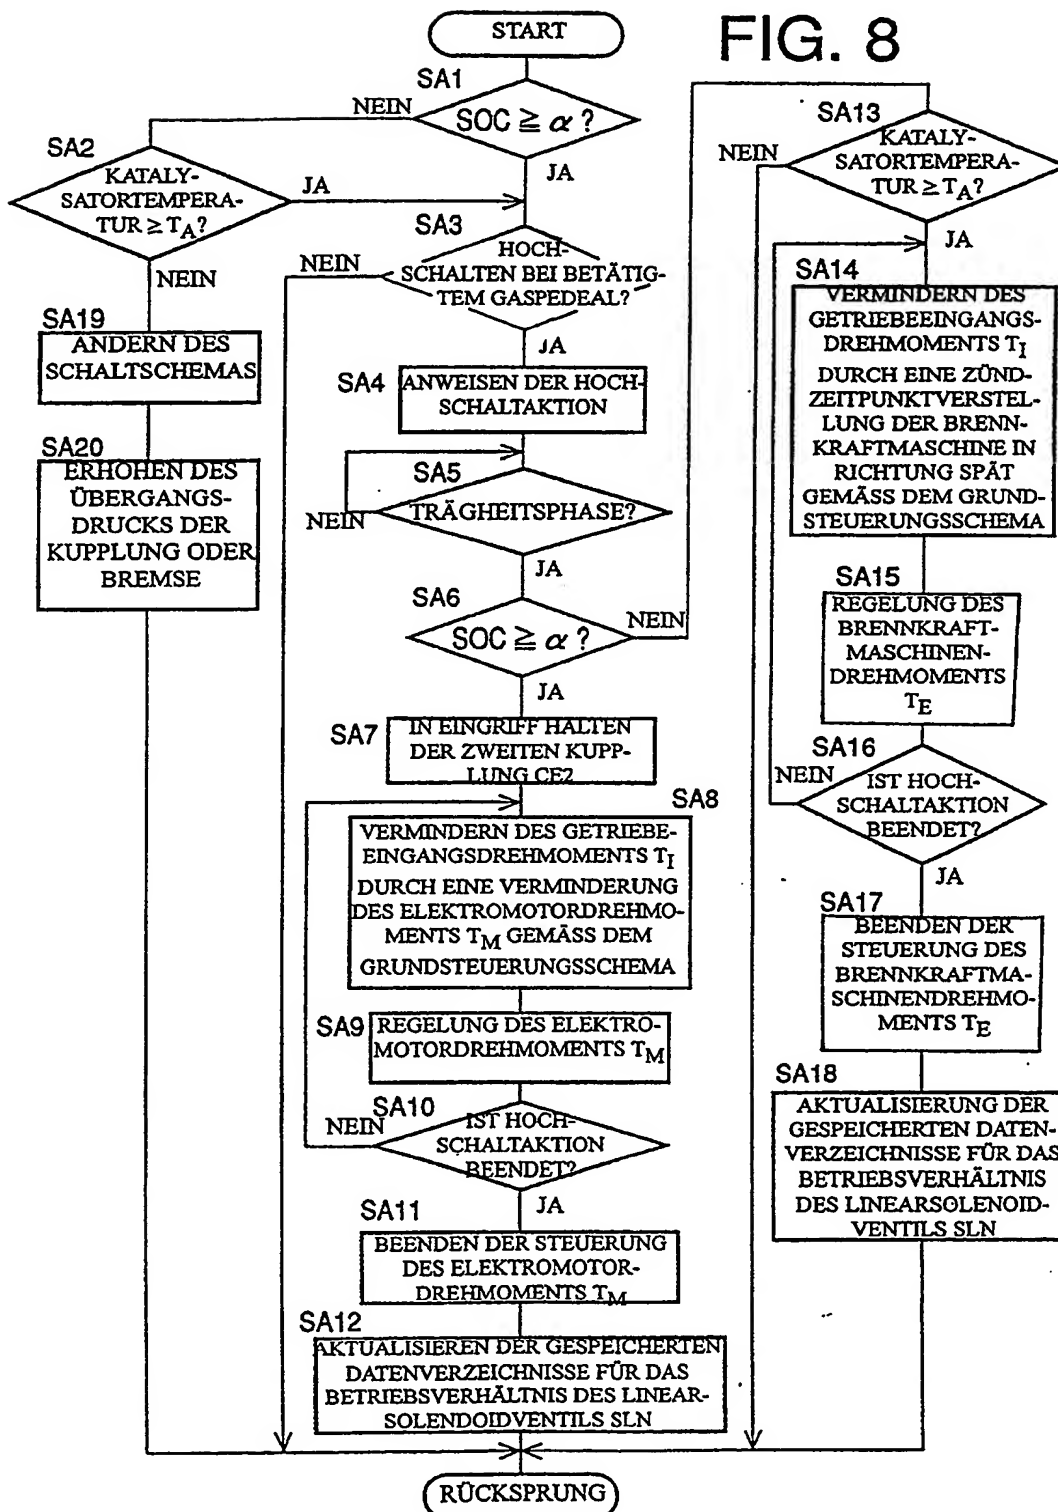 FIG. 8
START
SA1
SOC ≧ α ?
NEIN
JA
SA2
KATALY-
SATORTEMPERA-
TUR ≥ TA?
JA
NEIN
SA3
HOCH-
SCHALTEN BEI BETÄTIG-
TEM GASPEDEAL?
NEIN
JA
SA19
ÄNDERN DES
SCHALTSCHEMAS
SA20
ERHÖHEN DES
ÜBERGANGS-
DRUCKS DER
KUPPLUNG ODER
BREMSE
SA4
ANWEISEN DER HOCH-
SCHALTAKTION
SA5
TRÄGHEITSPHASE?
NEIN
JA
SA6
SOC ≧ α ?
NEIN
JA
SA7
IN EINGRIFF HALTEN
DER ZWEITEN KUPP-
LUNG CE2
SA8
VERMINDERN DES GETRIEBE-
EINGANGSDREHMOMENTS TI
DURCH EINE VERMINDERUNG
DES ELEKTROMOTORDREHMO-
MENTS TM GEMÄSS DEM
GRUNDSTEUERUNGSSCHEMA
SA9
REGELUNG DES ELEKTRO-
MOTORDREHMOMENTS TM
SA10
NEIN
IST HOCH-
SCHALTAKTION
BEENDET?
JA
SA11
BEENDEN DER STEUERUNG
DES ELEKTROMOTOR-
DREHMOMENTS TM
SA12
AKTUALISIEREN DER GESPEICHERTEN
DATENVERZEICHNISSE FÜR DAS
BETRIEBSVERHÄLTNIS DES LINEAR-
SOLENDOIDVENTILS SLN
SA13
KATALY-
SATORTEMPERA-
TUR ≥ TA?
NEIN
JA
SA14
VERMINDERN DES
GETRIEBEEINGANGS-
DREHMOMENTS TI
DURCH EINE ZÜND-
ZEITPUNKTVERSTEL-
LUNG DER BRENN-
KRAFTMASCHINE IN
RICHTUNG SPÄT
GEMÄSS DEM GRUND-
STEUERUNGSSCHEMA
SA15
REGELUNG DES
BRENNKRAFT-
MASCHINEN-
DREHMOMENTS
TE
SA16
NEIN
IST HOCH-
SCHALTAKTION
BEENDET?
JA
SA17
BEENDEN DER
STEUERUNG DES
BRENNKRAFTMA-
SCHINENDREHMO-
MENTS TE
SA18
AKTUALISIERUNG DER
GESPEICHERTEN DATEN-
VERZEICHNISSE FÜR DAS
BETRIEBSVERHÄLTNIS
DES LINEARSOLENOID-
VENTILS SLN
RÜCKSPRUNG